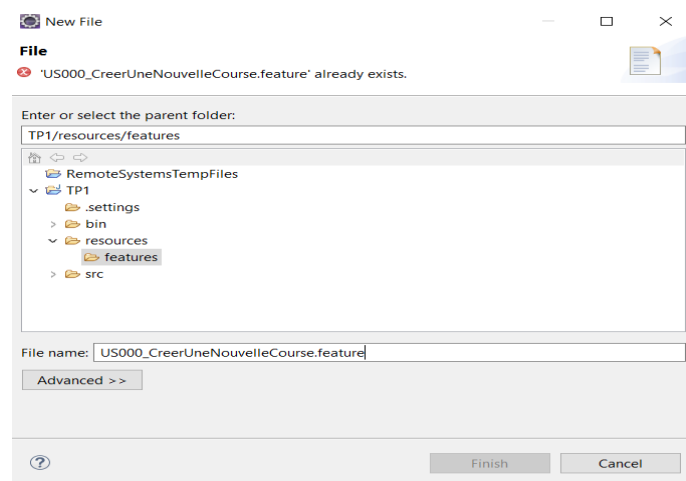 New File
File
'US000_CreerUneNouvelleCourse.feature' already exists.
Enter or select the parent folder:
TP1/resources/features
RemoteSystemsTempFiles
TP1
.settings
bin
resources
features
src
File name: US000_CreerUneNouvelleCourse.feature
Advanced >>
? Finish Cancel